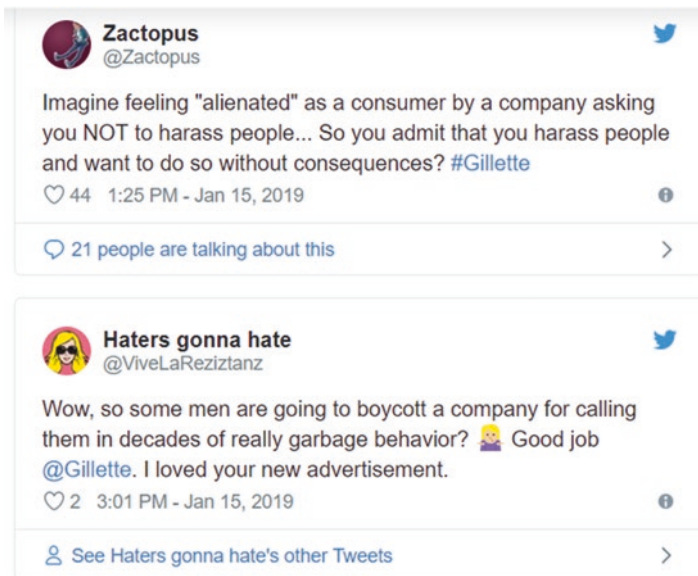 Zactopus
@Zactopus
Imagine feeling "alienated" as a consumer by a company asking
you NOT to harass people... So you admit that you harass people
and want to do so without consequences? #Gillette
44 1:25 PM - Jan 15, 2019
21 people are talking about this
Haters gonna hate
@ViveLaReziztanz
Wow, so some men are going to boycott a company for calling
them in decades of really garbage behavior? 🤷🏼‍♀️ Good job
@Gillette. I loved your new advertisement.
2 3:01 PM - Jan 15, 2019
See Haters gonna hate's other Tweets